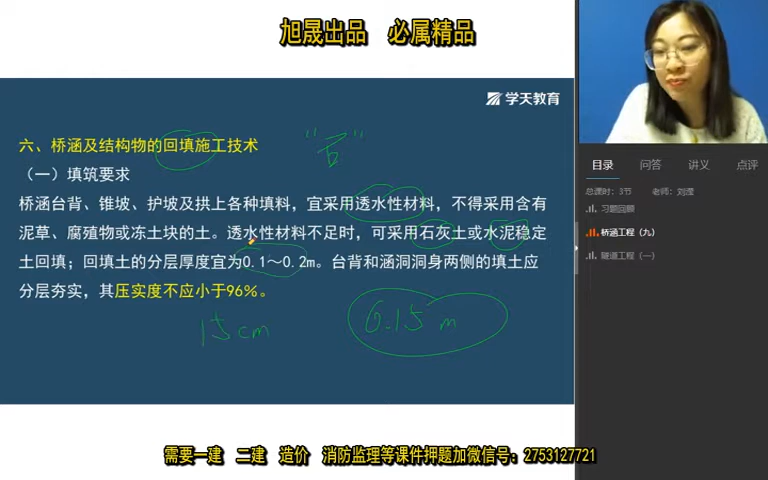 旭晟出品 必属精品
学天教育
六、桥涵及结构物的回填施工技术
（一）填筑要求
桥涵台背、锥坡、护坡及拱上各种填料，宜采用透水性材料，不得采用含有
泥草、腐殖物或冻土块的土。透水性材料不足时，可采用石灰土或水泥稳定
土回填；回填土的分层厚度宜为0.1～0.2m。台背和涵洞洞身两侧的填土应
分层夯实，其压实度不应小于96%。
15cm
0.15 m
目录 问答 讲义 点评
总课时：3节 老师：刘滢
习题回顾
桥涵工程（九）
隧道工程（一）
需要一建 二建 造价 消防监理等课件押题加微信号：2753127721